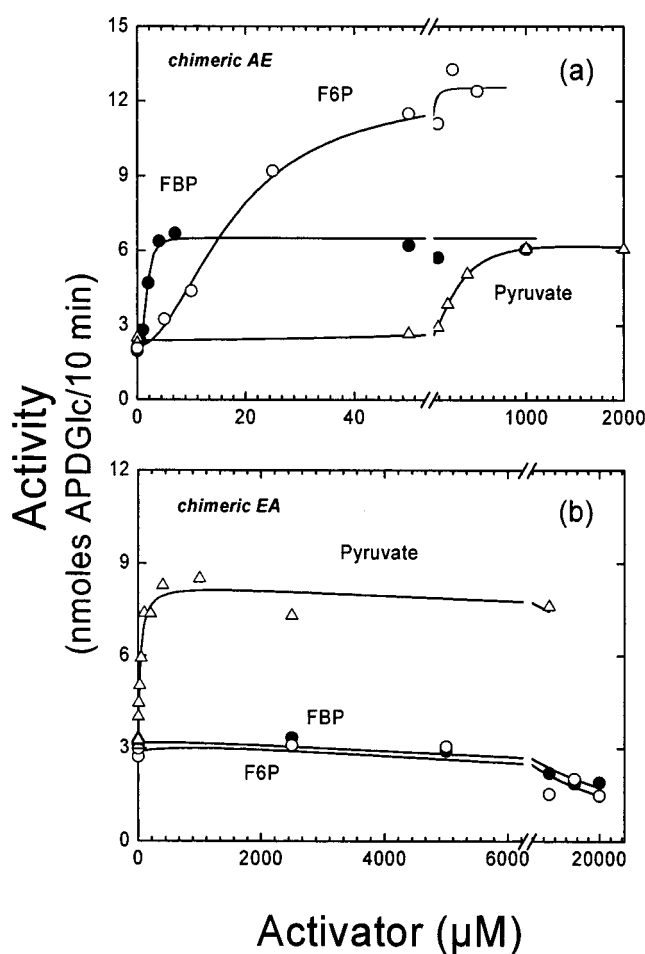 Activity
(nmoles APDGlc/10 min)
15
12
9
6
3
0
chimeric AE
(a)
F6P
FBP
Pyruvate
0
20
40
1000
2000
12
9
6
3
0
chimeric EA
(b)
Pyruvate
FBP
F6P
0
2000
4000
6000
20000
Activator (µM)